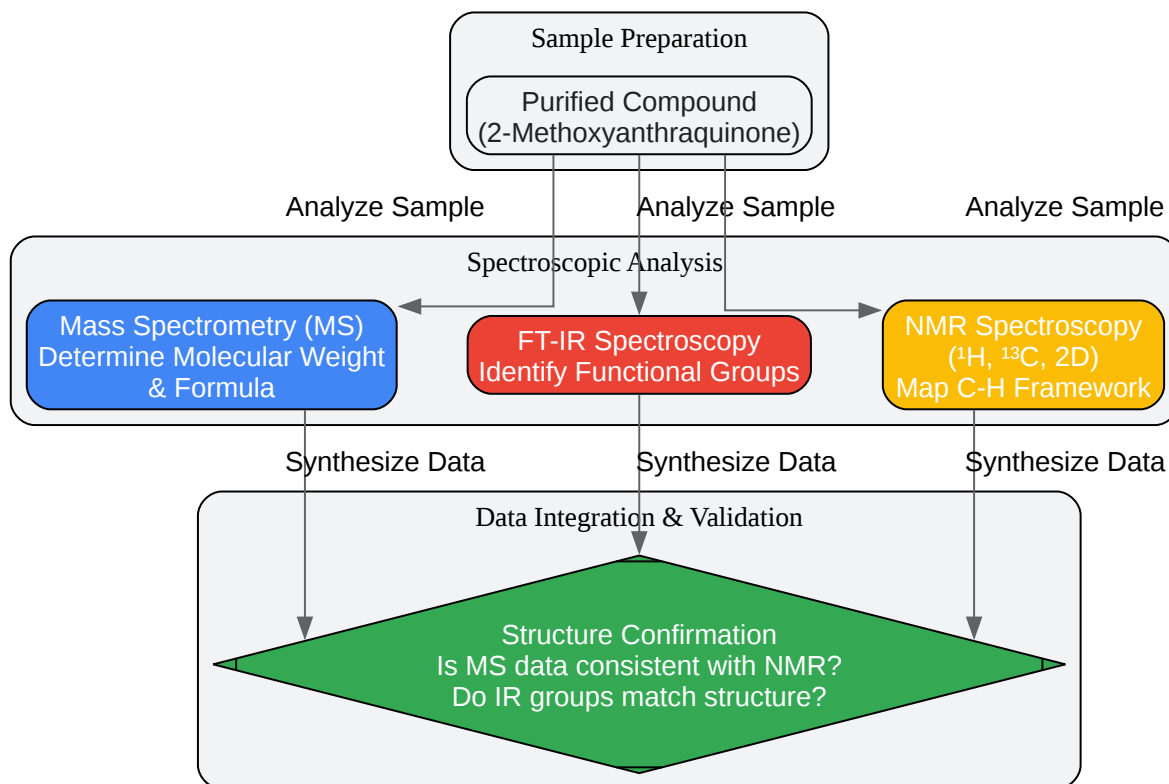 Sample Preparation
Purified Compound
(2-Methoxyanthraquinone)
Analyze Sample
Analyze Sample
Analyze Sample
Spectroscopic Analysis
Mass Spectrometry (MS)
Determine Molecular Weight
& Formula
FT-IR Spectroscopy
Identify Functional Groups
NMR Spectroscopy
(¹H, ¹³C, 2D)
Map C-H Framework
Synthesize Data
Synthesize Data
Synthesize Data
Data Integration & Validation
Structure Confirmation
Is MS data consistent with NMR?
Do IR groups match structure?